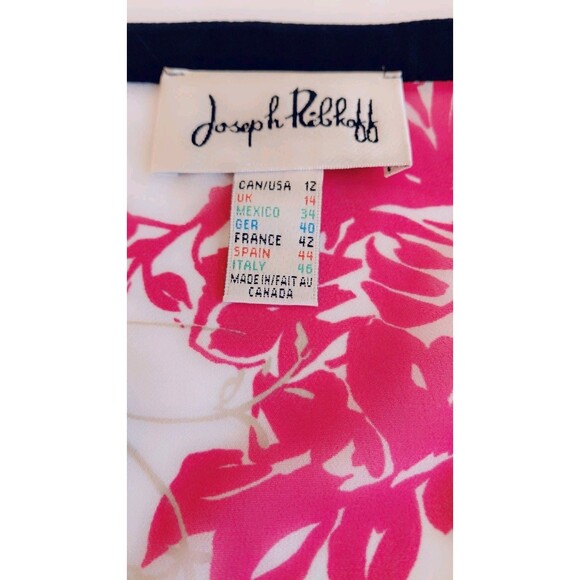 Joseph Ribkoff
CAN/USA 12
UK 14
MEXICO 34
GER 40
FRANCE 42
SPAIN 44
ITALY 46
MADE IN/FAIT AU
CANADA